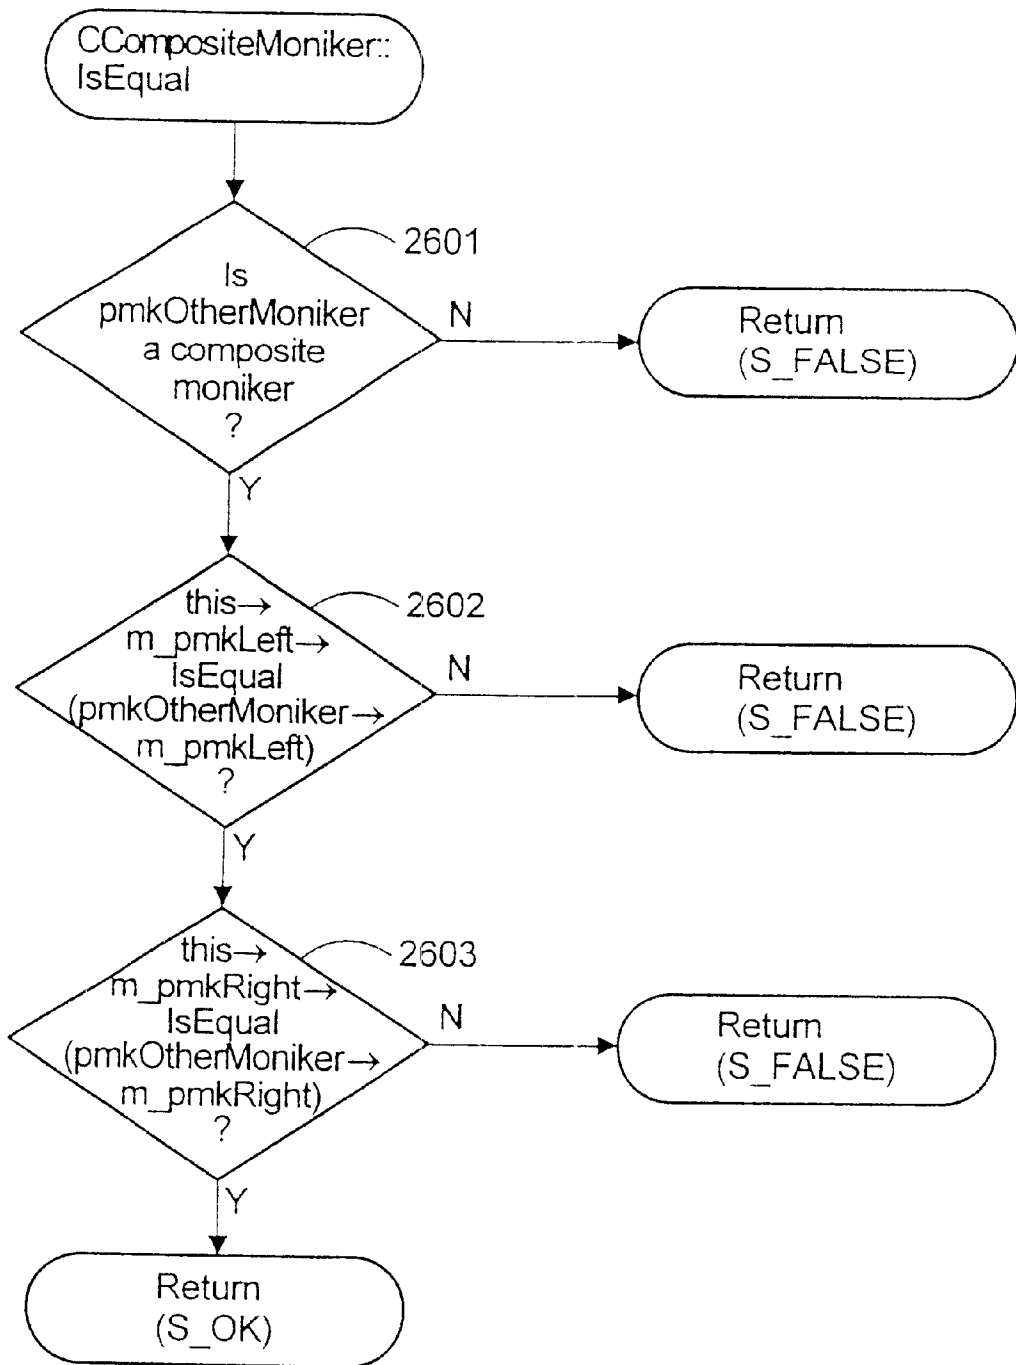 CCompositeMoniker::
IsEqual
2601
Is
pmkOtherMoniker
a composite
moniker
?
N
Return
(S_FALSE)
Y
2602
this→
m_pmkLeft→
IsEqual
(pmkOtherMoniker→
m_pmkLeft)
?
N
Return
(S_FALSE)
Y
2603
this→
m_pmkRight→
IsEqual
(pmkOtherMoniker→
m_pmkRight)
?
N
Return
(S_FALSE)
Y
Return
(S_OK)